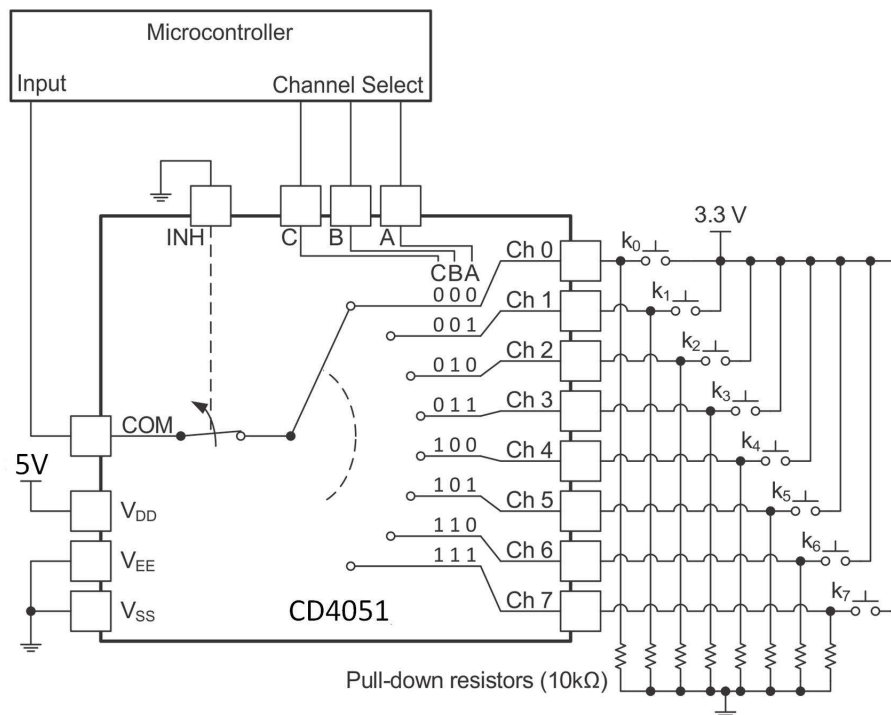 Microcontroller
Input
Channel Select
3.3 V
INH
C
B
A
CBA
Ch 0
k0
000
Ch 1
k1
001
Ch 2
k2
010
Ch 3
k3
011
COM
Ch 4
k4
100
5V
Ch 5
k5
101
VDD
Ch 6
k6
110
VEE
111
Ch 7
k7
VSS
CD4051
Pull-down resistors (10kΩ)